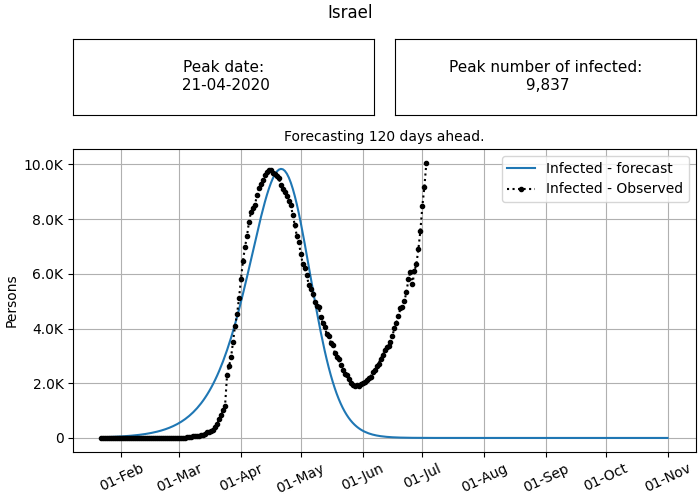 Israel
Peak date:
21-04-2020
Peak number of infected:
9,837
Forecasting 120 days ahead.
Infected - forecast
Infected - Observed
Persons
10.0K
8.0K
6.0K
4.0K
2.0K
0
01-Feb
01-Mar
01-Apr
01-May
01-Jun
01-Jul
01-Aug
01-Sep
01-Oct
01-Nov